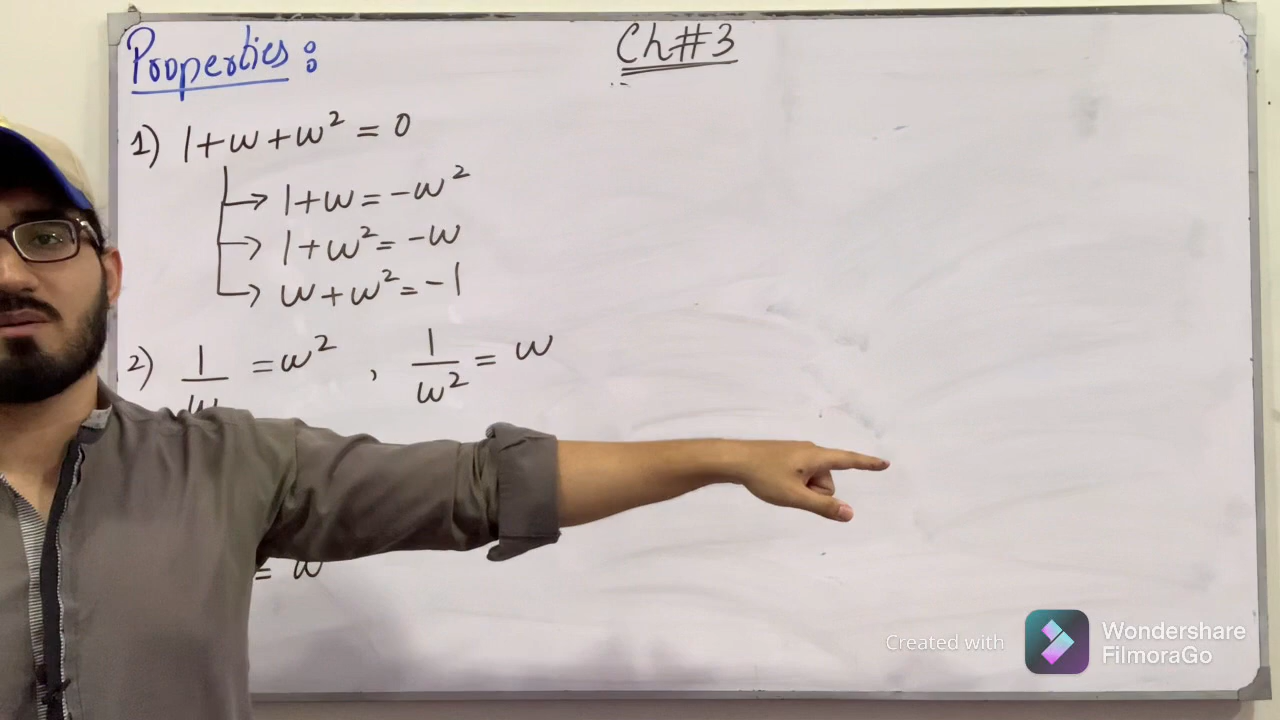 Properties :
Ch#3
1) 1+w+w² = 0
→ 1+w = -w²
→ 1+w² = -w
→ w+w² = -1
2) 1/w = w² , 1/w² = w
= w
Created with Wondershare FilmoraGo